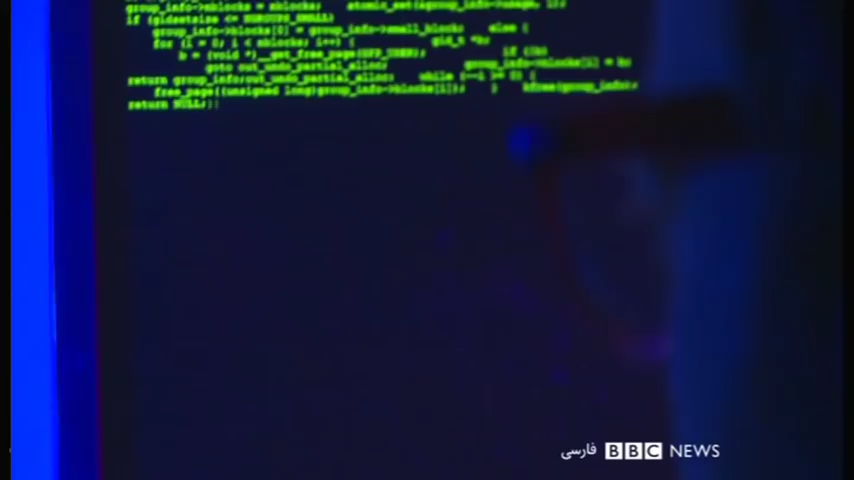 group_info->nblocks = nblocks;    atomic_set(&group_info->usage, 1);
if (gidsetsize <= NGROUPS_SMALL)
group_info->blocks[0] = group_info->small_block;    else {
for (i = 0; i < nblocks; i++) {    gid_t *b;
b = (void *)__get_free_page(GFP_USER);    if (!b)
goto out_undo_partial_alloc;    group_info->blocks[i] = b;
return group_info;out_undo_partial_alloc:    while (--i >= 0) {
free_page((unsigned long)group_info->blocks[i]);    }    kfree(group_info);
return NULL;}
BBC NEWS فارسی